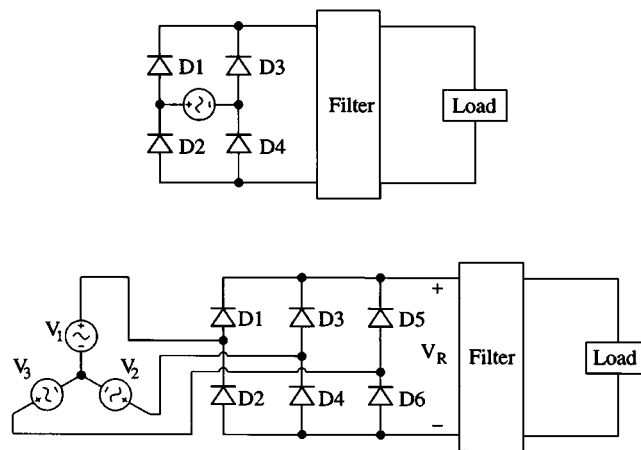 D1 D3
Filter
Load
+ -
D2 D4
+
V1
+
-
D1 D3 D5
V3 V2
VR
Filter
Load
+ +
D2 D4 D6
-